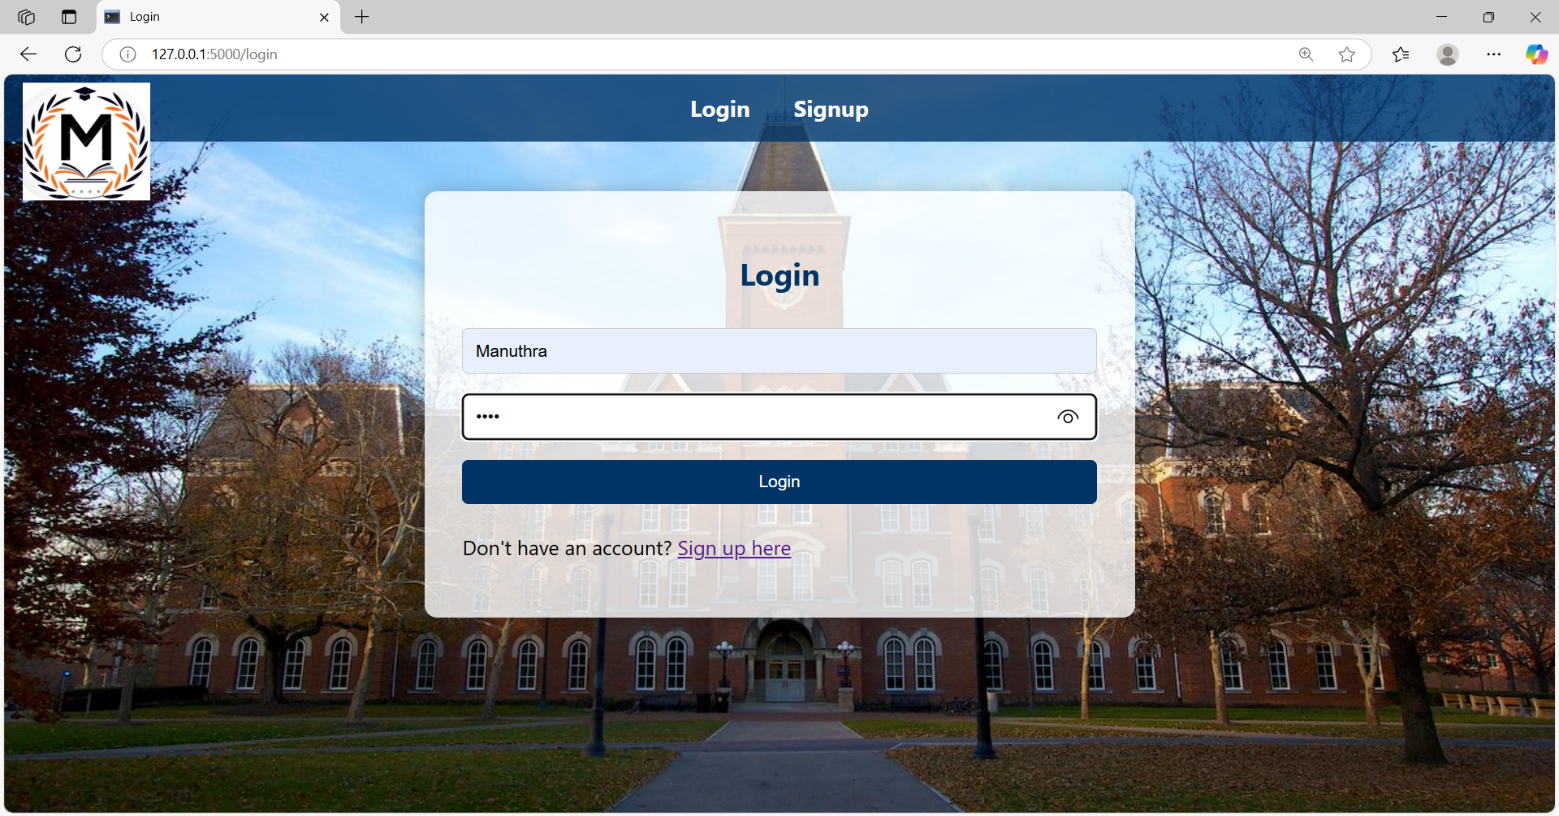 Login
127.0.0.1:5000/login
M
Login Signup
Login
Manuthra
••••
Login
Don't have an account? Sign up here